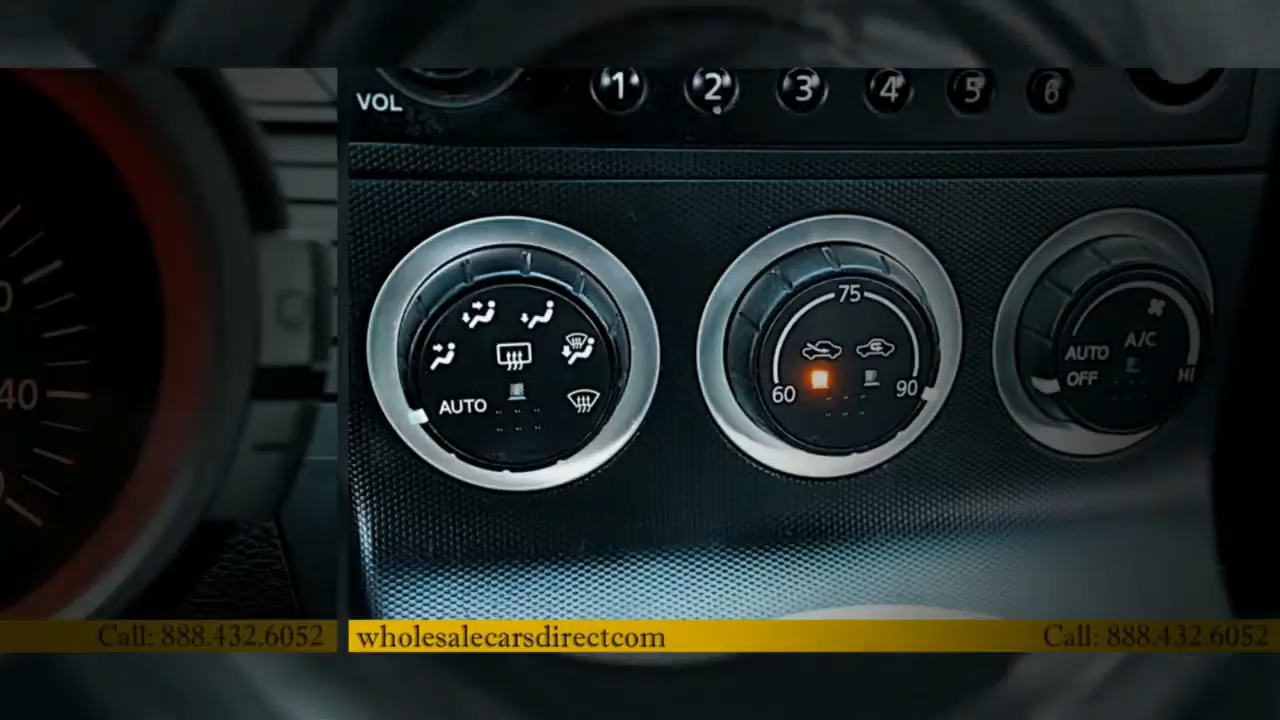 VOL 1 2 3 4 5 6
75
60 90
AUTO
A/C
AUTO
OFF HI
40
Call: 888.432.6052
wholesalecarsdirectcom Call: 888.432.6052